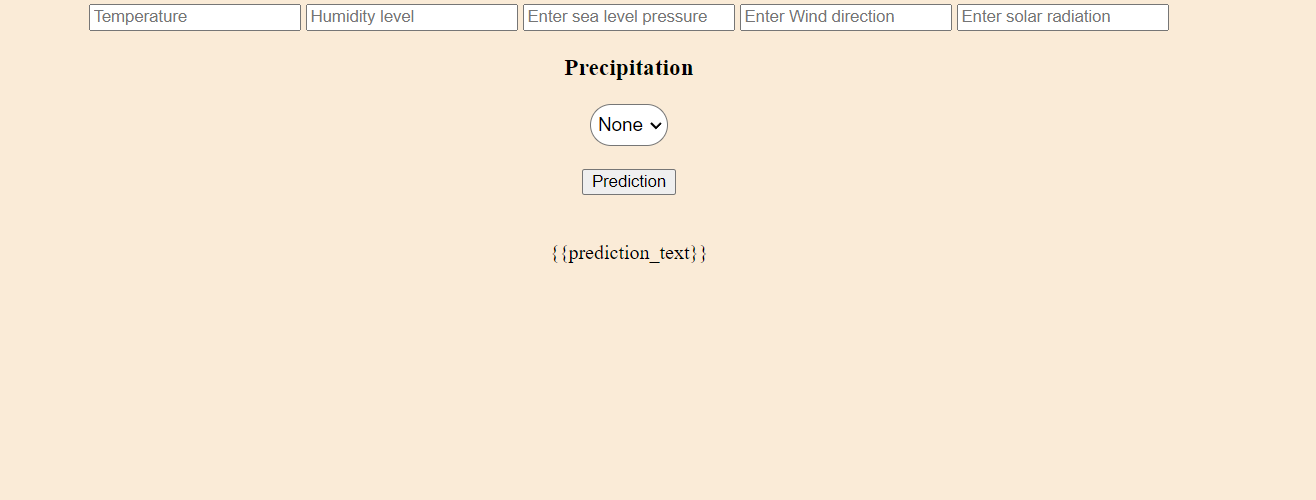 Temperature Humidity level Enter sea level pressure Enter Wind direction Enter solar radiation
Precipitation
None
Prediction
{{prediction_text}}